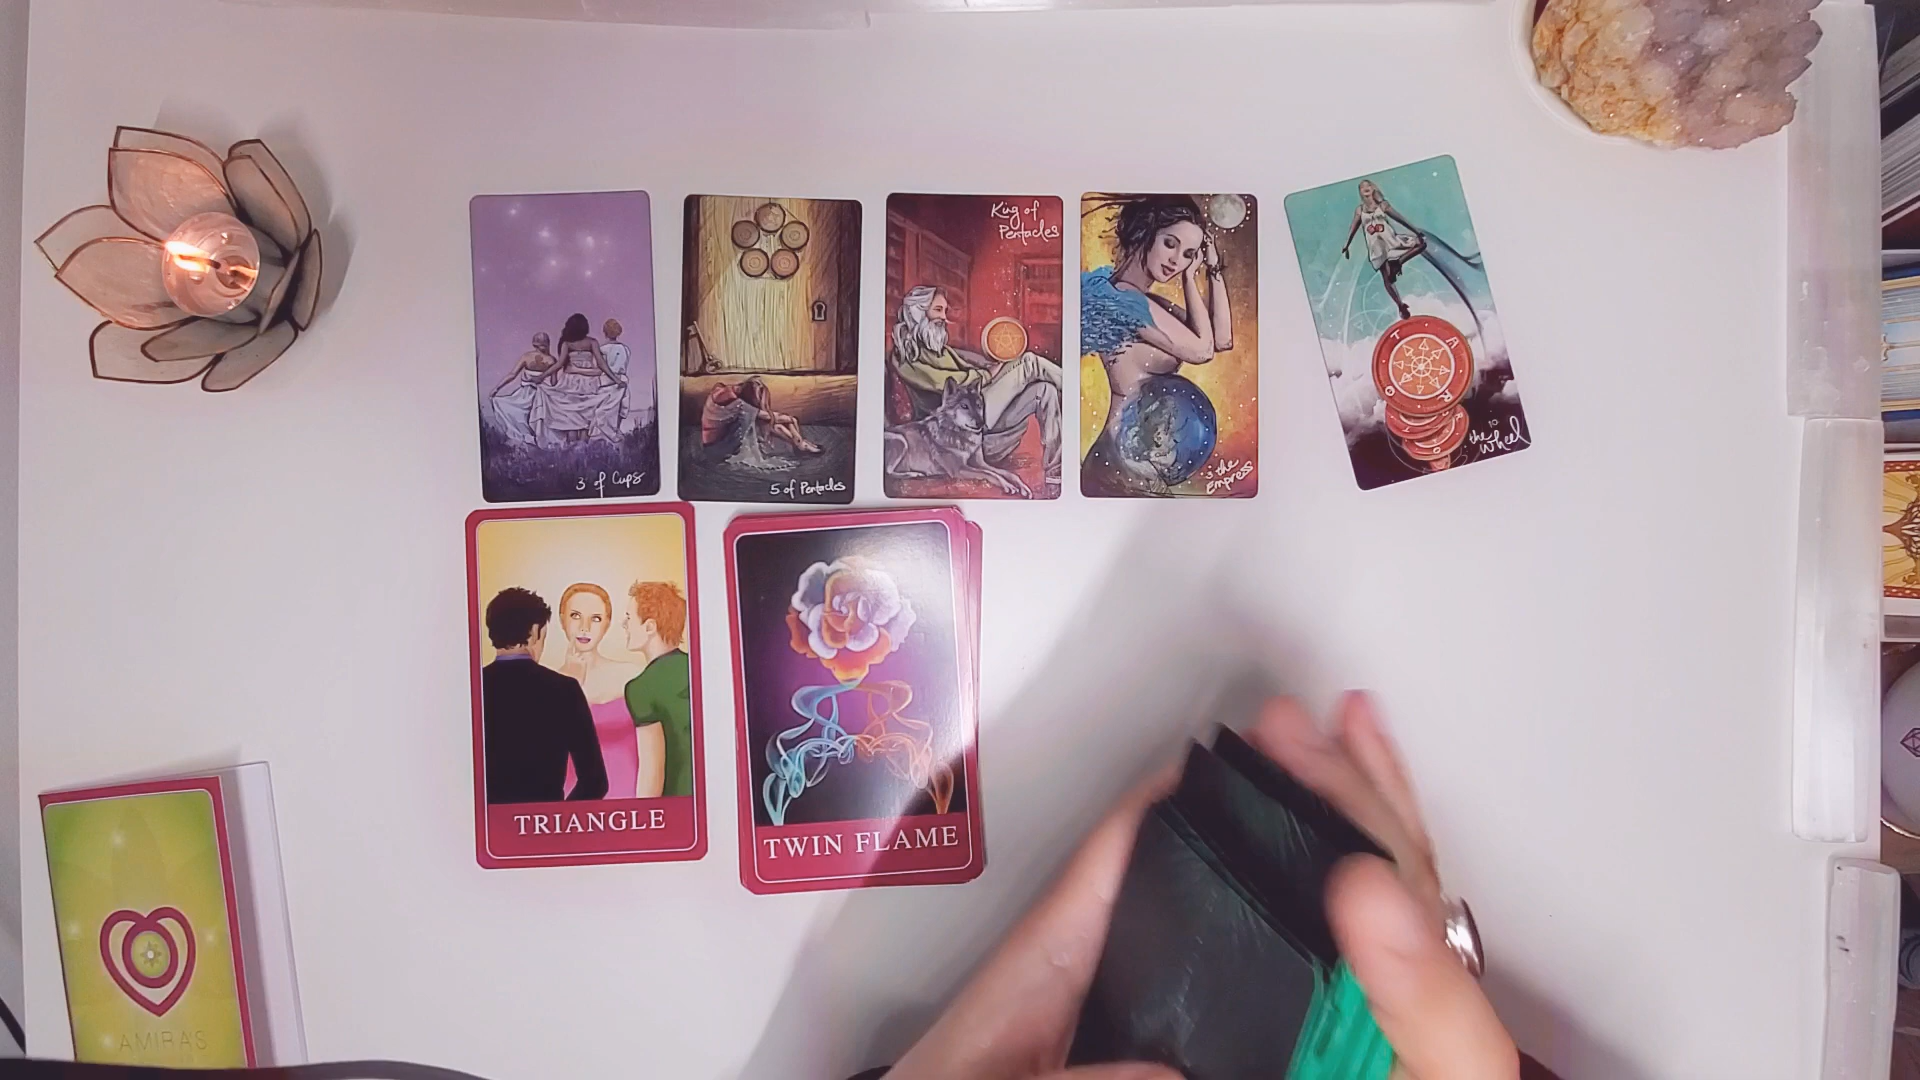 King of
Pentacles
3 of Cups
5 of Pentacles
3 the
Empress
T A R O
10
the
Wheel
TRIANGLE
TWIN FLAME
AMIRA'S